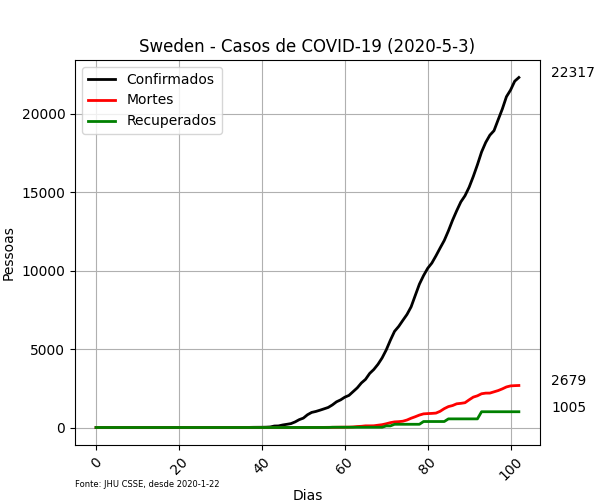 Sweden - Casos de COVID-19 (2020-5-3)
Confirmados
Mortes
Recuperados
22317
2679
1005
Pessoas
20000
15000
10000
5000
0
0
20
40
60
80
100
Dias
Fonte: JHU CSSE, desde 2020-1-22